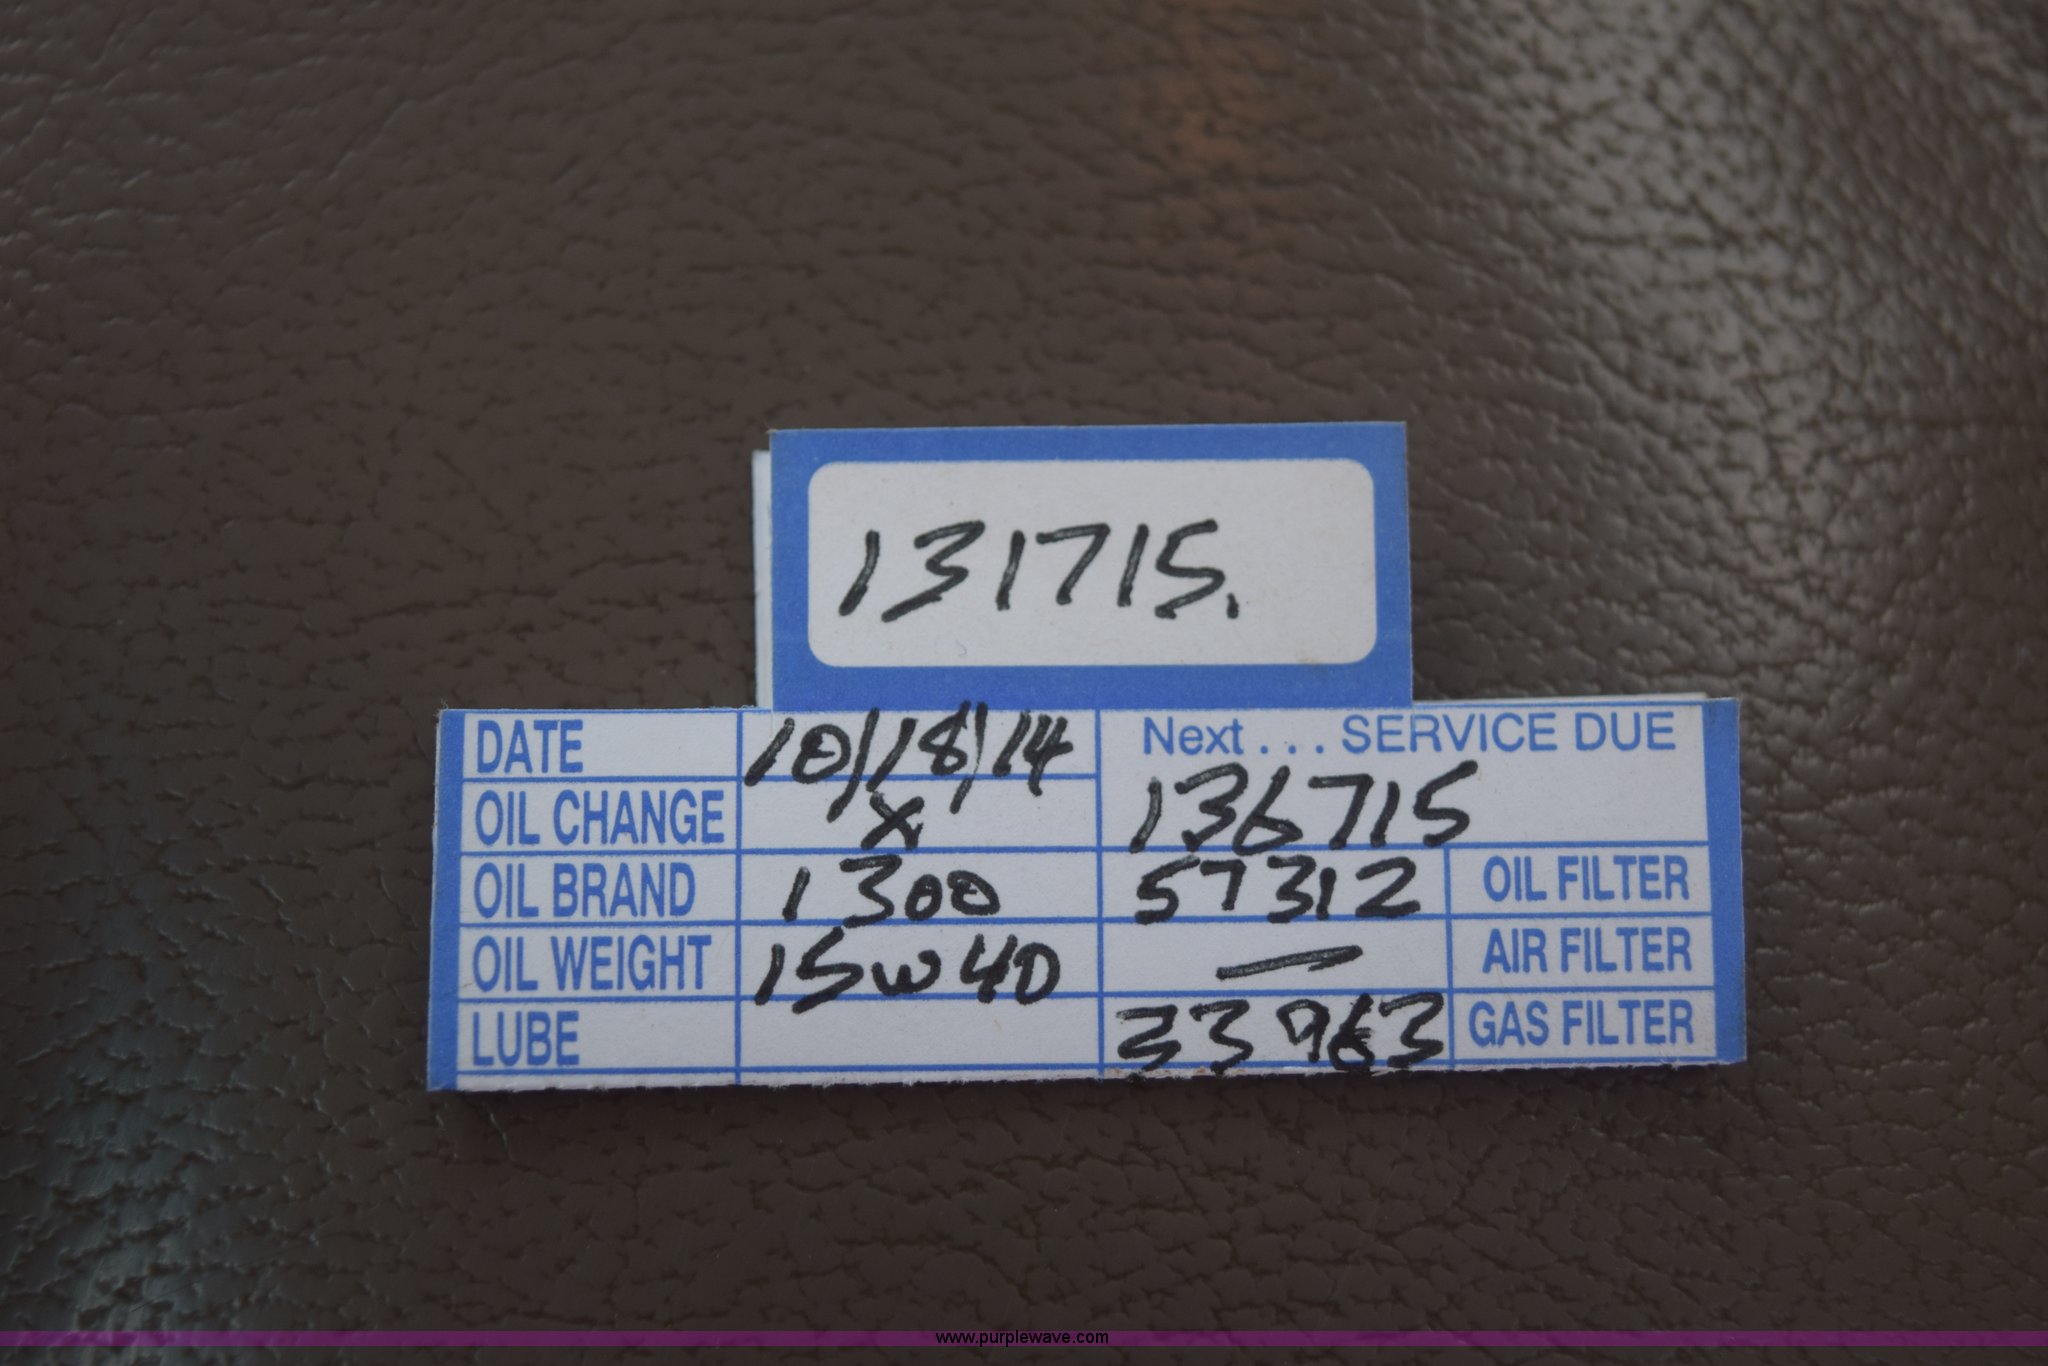 131715.
DATE 10/18/14 Next... SERVICE DUE
OIL CHANGE X 136715
OIL BRAND 1300 57312 OIL FILTER
OIL WEIGHT 15W40 — AIR FILTER
LUBE 33963 GAS FILTER
www.purplewave.com